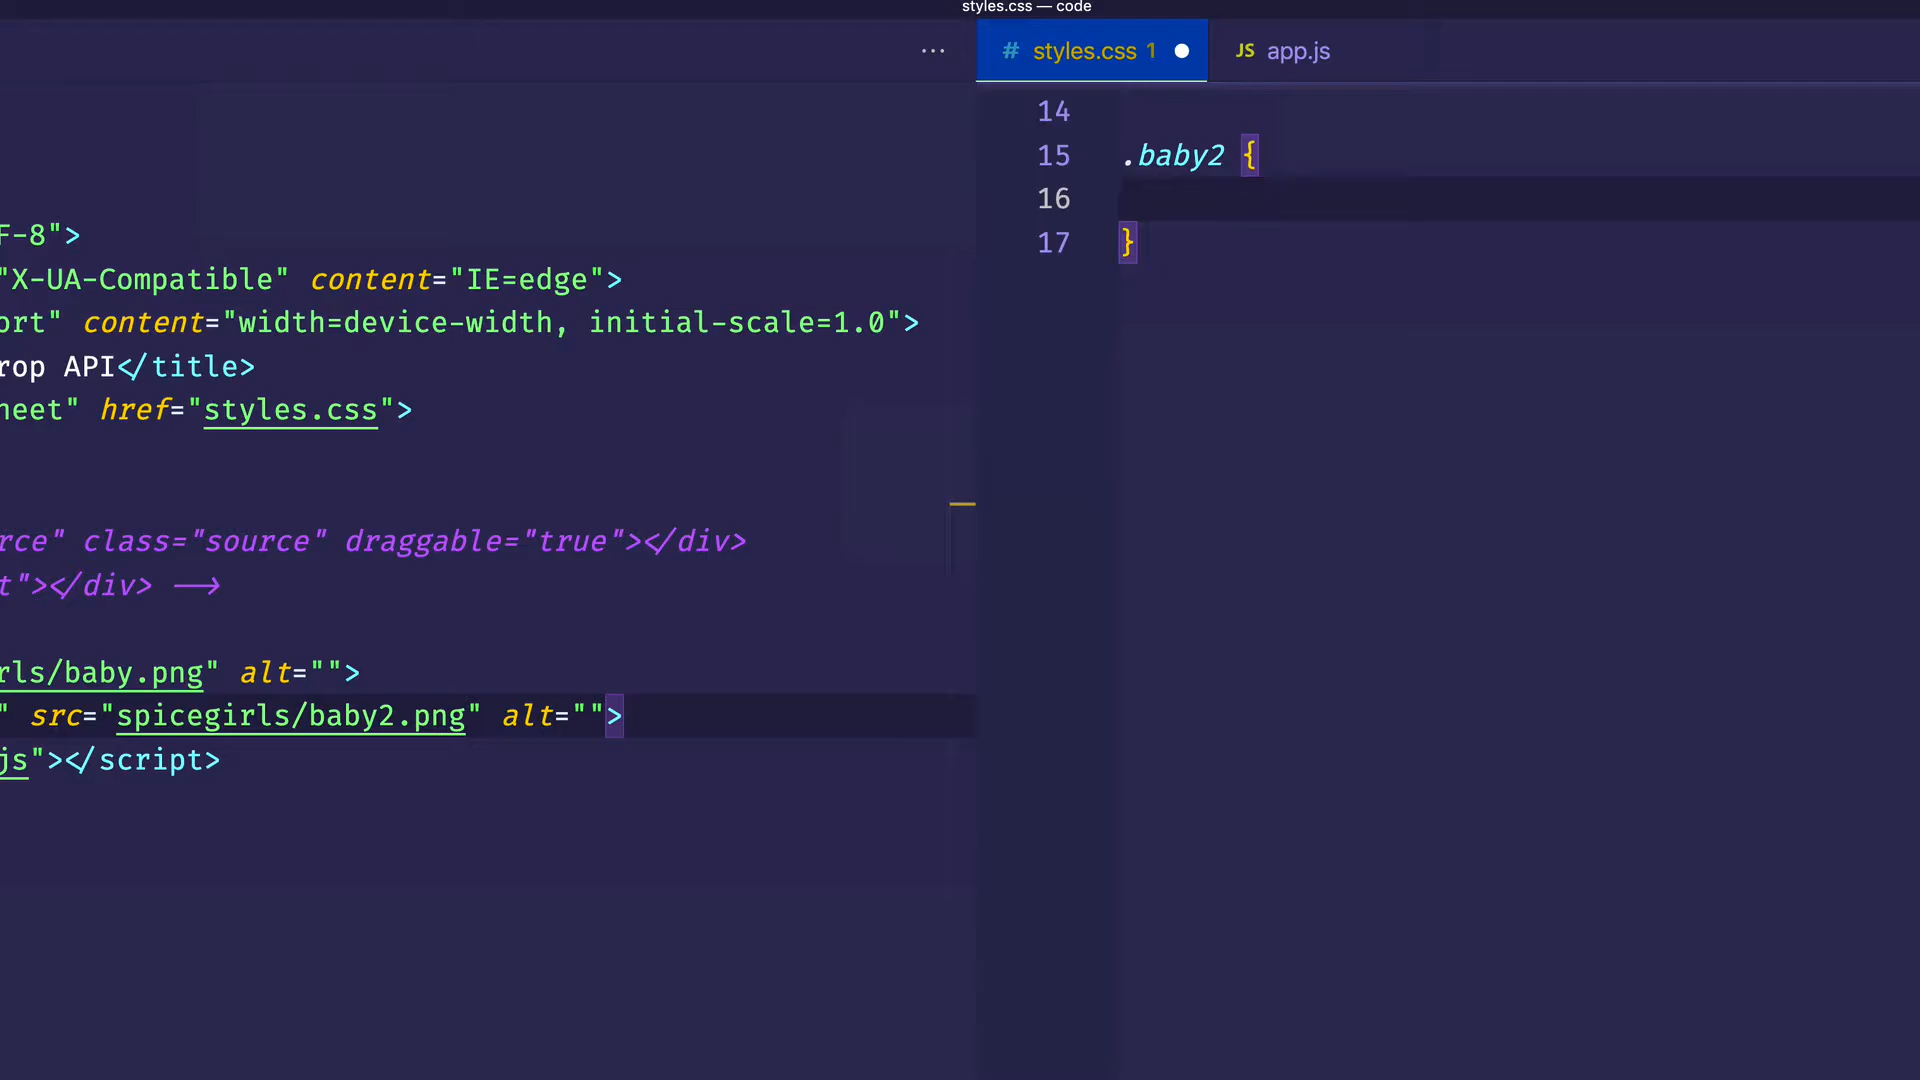 styles.css — code
···
# styles.css 1
JS app.js
F-8">
"X-UA-Compatible" content="IE=edge">
ort" content="width=device-width, initial-scale=1.0">
rop API</title>
heet" href="styles.css">
rce" class="source" draggable="true"></div>
t"></div> -->
rls/baby.png" alt="">
" src="spicegirls/baby2.png" alt="">
js"></script>
14
15 .baby2 {
16
17 }